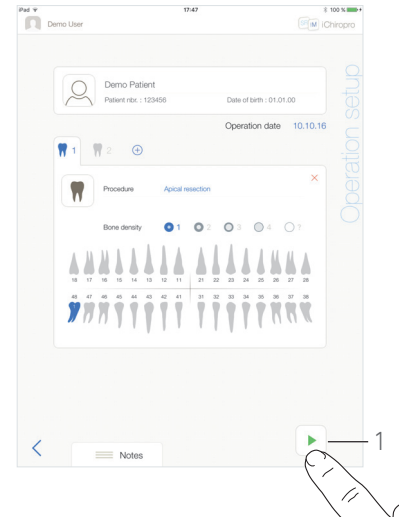 iPad 17:47 100 %
Demo User iChiropro
Operation setup
Demo Patient
Patient nbr. : 123456 Date of birth : 01.01.00
Operation date 10.10.16
1 2
Procedure Apical resection
Bone density 1 2 3 4 ?
18 17 16 15 14 13 12 11 21 22 23 24 25 26 27 28
48 47 46 45 44 43 42 41 31 32 33 34 35 36 37 38
1
Notes